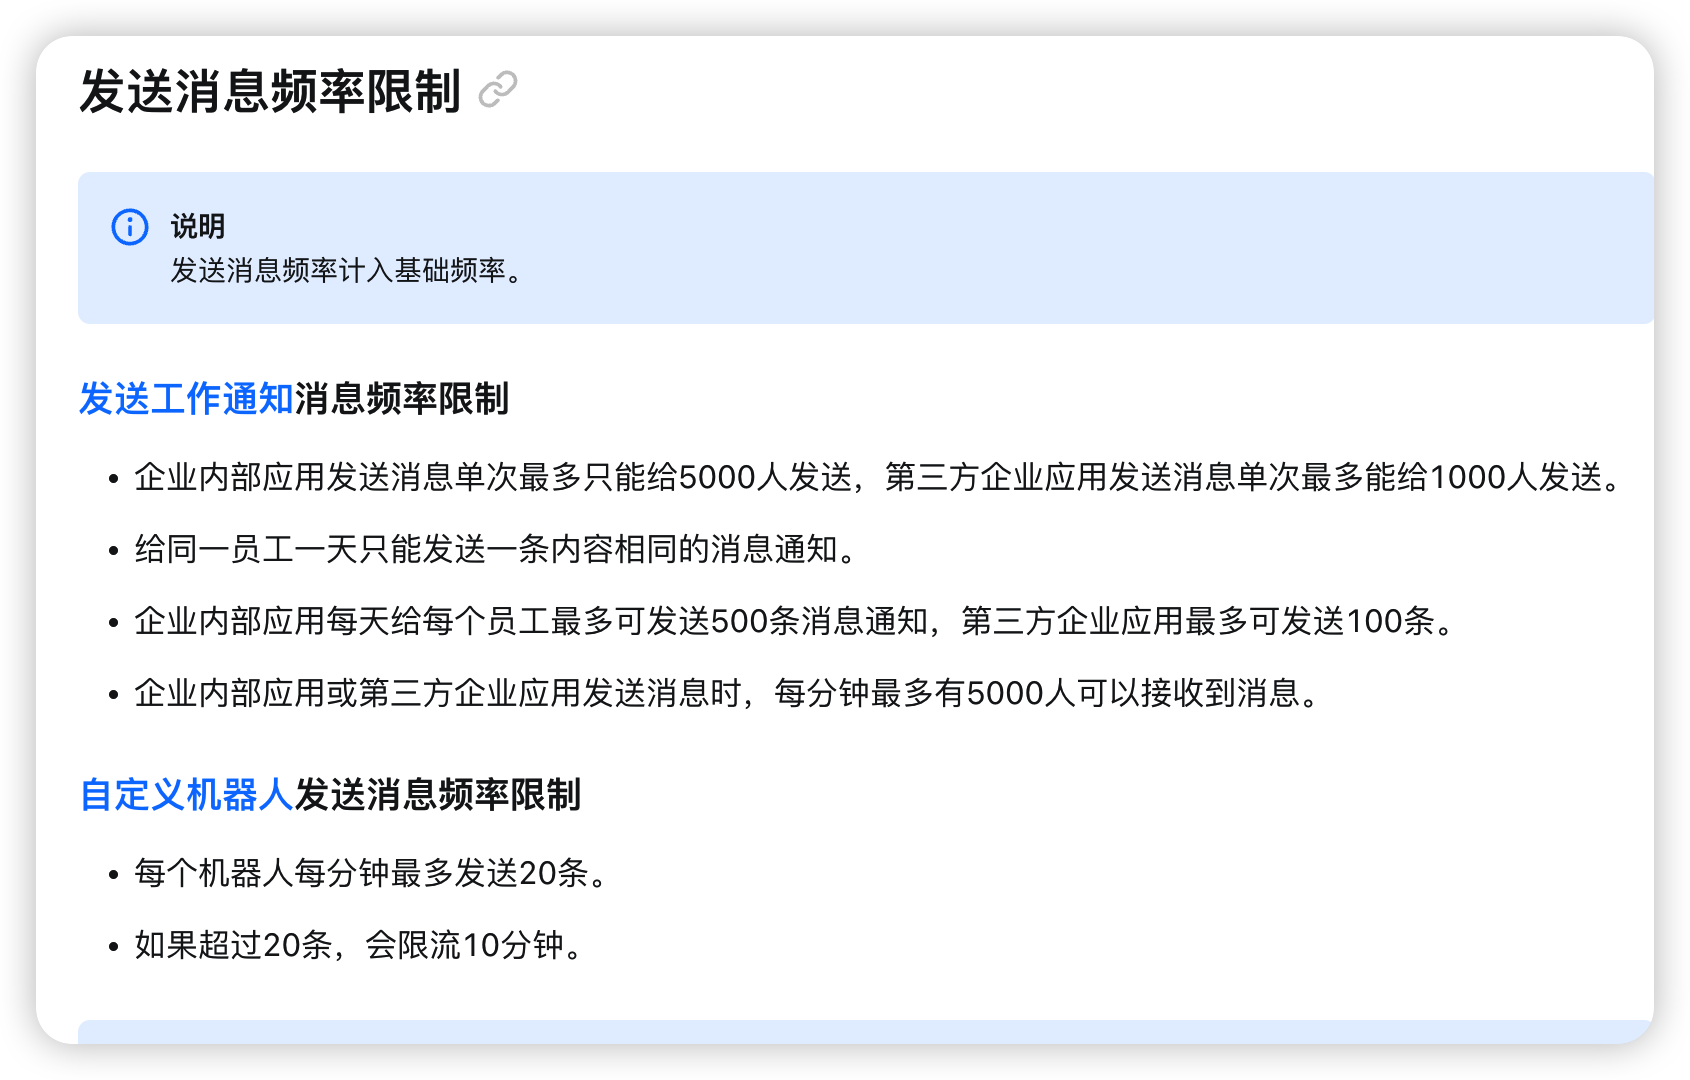 发送消息频率限制
说明
发送消息频率计入基础频率。
发送工作通知消息频率限制
• 企业内部应用发送消息单次最多只能给5000人发送，第三方企业应用发送消息单次最多能给1000人发送。
• 给同一员工一天只能发送一条内容相同的消息通知。
• 企业内部应用每天给每个员工最多可发送500条消息通知，第三方企业应用最多可发送100条。
• 企业内部应用或第三方企业应用发送消息时，每分钟最多有5000人可以接收到消息。
自定义机器人发送消息频率限制
• 每个机器人每分钟最多发送20条。
• 如果超过20条，会限流10分钟。